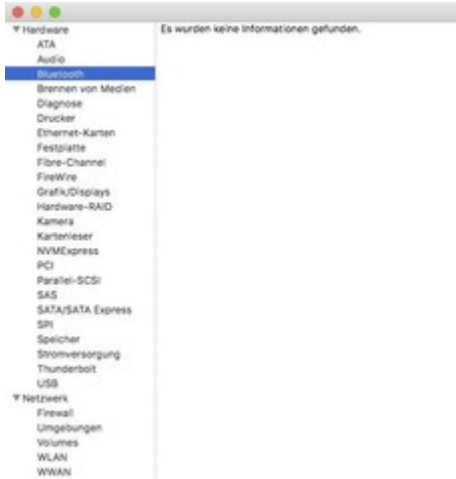 Hardware
ATA
Audio
Bluetooth
Brennen von Medien
Diagnose
Drucker
Ethernet-Karten
Festplatte
Fibre-Channel
FireWire
Grafik/Displays
Hardware-RAID
Kamera
Kartenleser
NVMExpress
PCI
Parallel-SCSI
SAS
SATA/SATA Express
SPI
Speicher
Stromversorgung
Thunderbolt
USB
Netzwerk
Firewall
Umgebungen
Volumes
WLAN
WWAN
Es wurden keine Informationen gefunden.